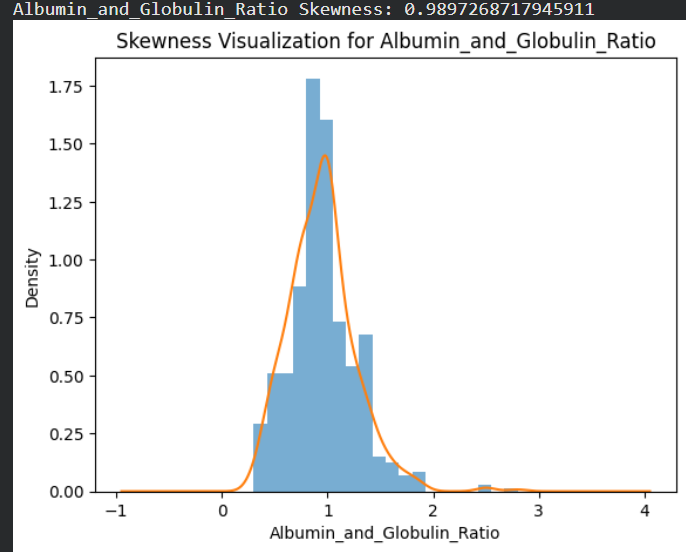 Albumin_and_Globulin_Ratio Skewness: 0.9897268717945911
Skewness Visualization for Albumin_and_Globulin_Ratio
1.75
1.50
1.25
1.00
0.75
0.50
0.25
0.00
Density
−1 0 1 2 3 4
Albumin_and_Globulin_Ratio